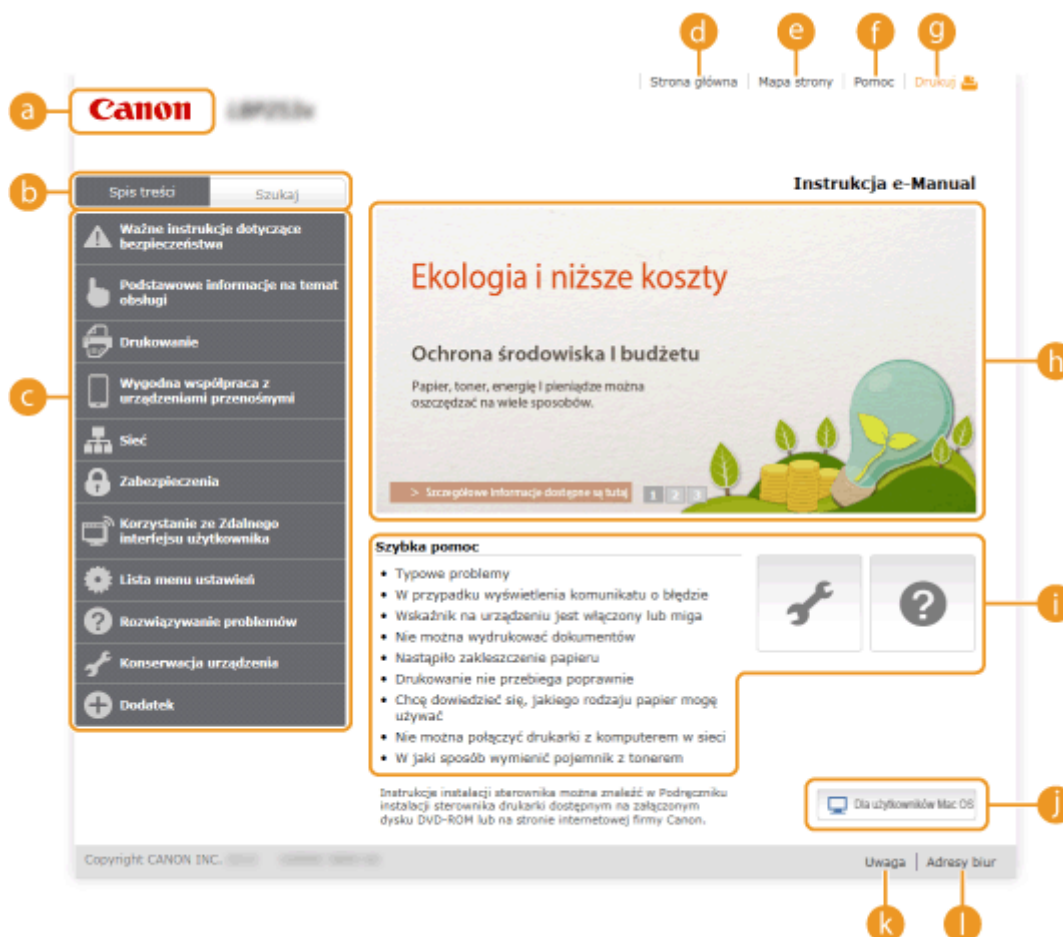 d e f g
Strona główna | Mapa strony | Pomoc | Drukuj
a Canon
b Spis treści Szukaj
Instrukcja e-Manual
c
Ważne instrukcje dotyczące
bezpieczeństwa
Podstawowe informacje na temat
obsługi
Drukowanie
Wygodna współpraca z
urządzeniami przenośnymi
Sieć
Zabezpieczenia
Korzystanie ze Zdalnego
interfejsu użytkownika
Lista menu ustawień
Rozwiązywanie problemów
Konserwacja urządzenia
Dodatek
h
Ekologia i niższe koszty
Ochrona środowiska I budżetu
Papier, toner, energię I pieniądze można
oszczędzać na wiele sposobów.
> Szczegółowe Informacje dostępne są tutaj 1 2 3
i
Szybka pomoc
• Typowe problemy
• W przypadku wyświetlenia komunikatu o błędzie
• Wskaźnik na urządzeniu jest włączony lub miga
• Nie można wydrukować dokumentów
• Nastąpiło zakleszczenie papieru
• Drukowanie nie przebiega poprawnie
• Chcę dowiedzieć się, jakiego rodzaju papier mogę
używać
• Nie można połączyć drukarki z komputerem w sieci
• W jaki sposób wymienić pojemnik z tonerem
Instrukcje instalacji sterownika można znaleźć w Podręczniku
instalacji sterownika drukarki dostępnym na załączonym
dysku DVD-ROM lub na stronie internetowej firmy Canon.
Dla użytkowników Mac OS j
Copyright CANON INC.
Uwaga | Adresy biur
k l